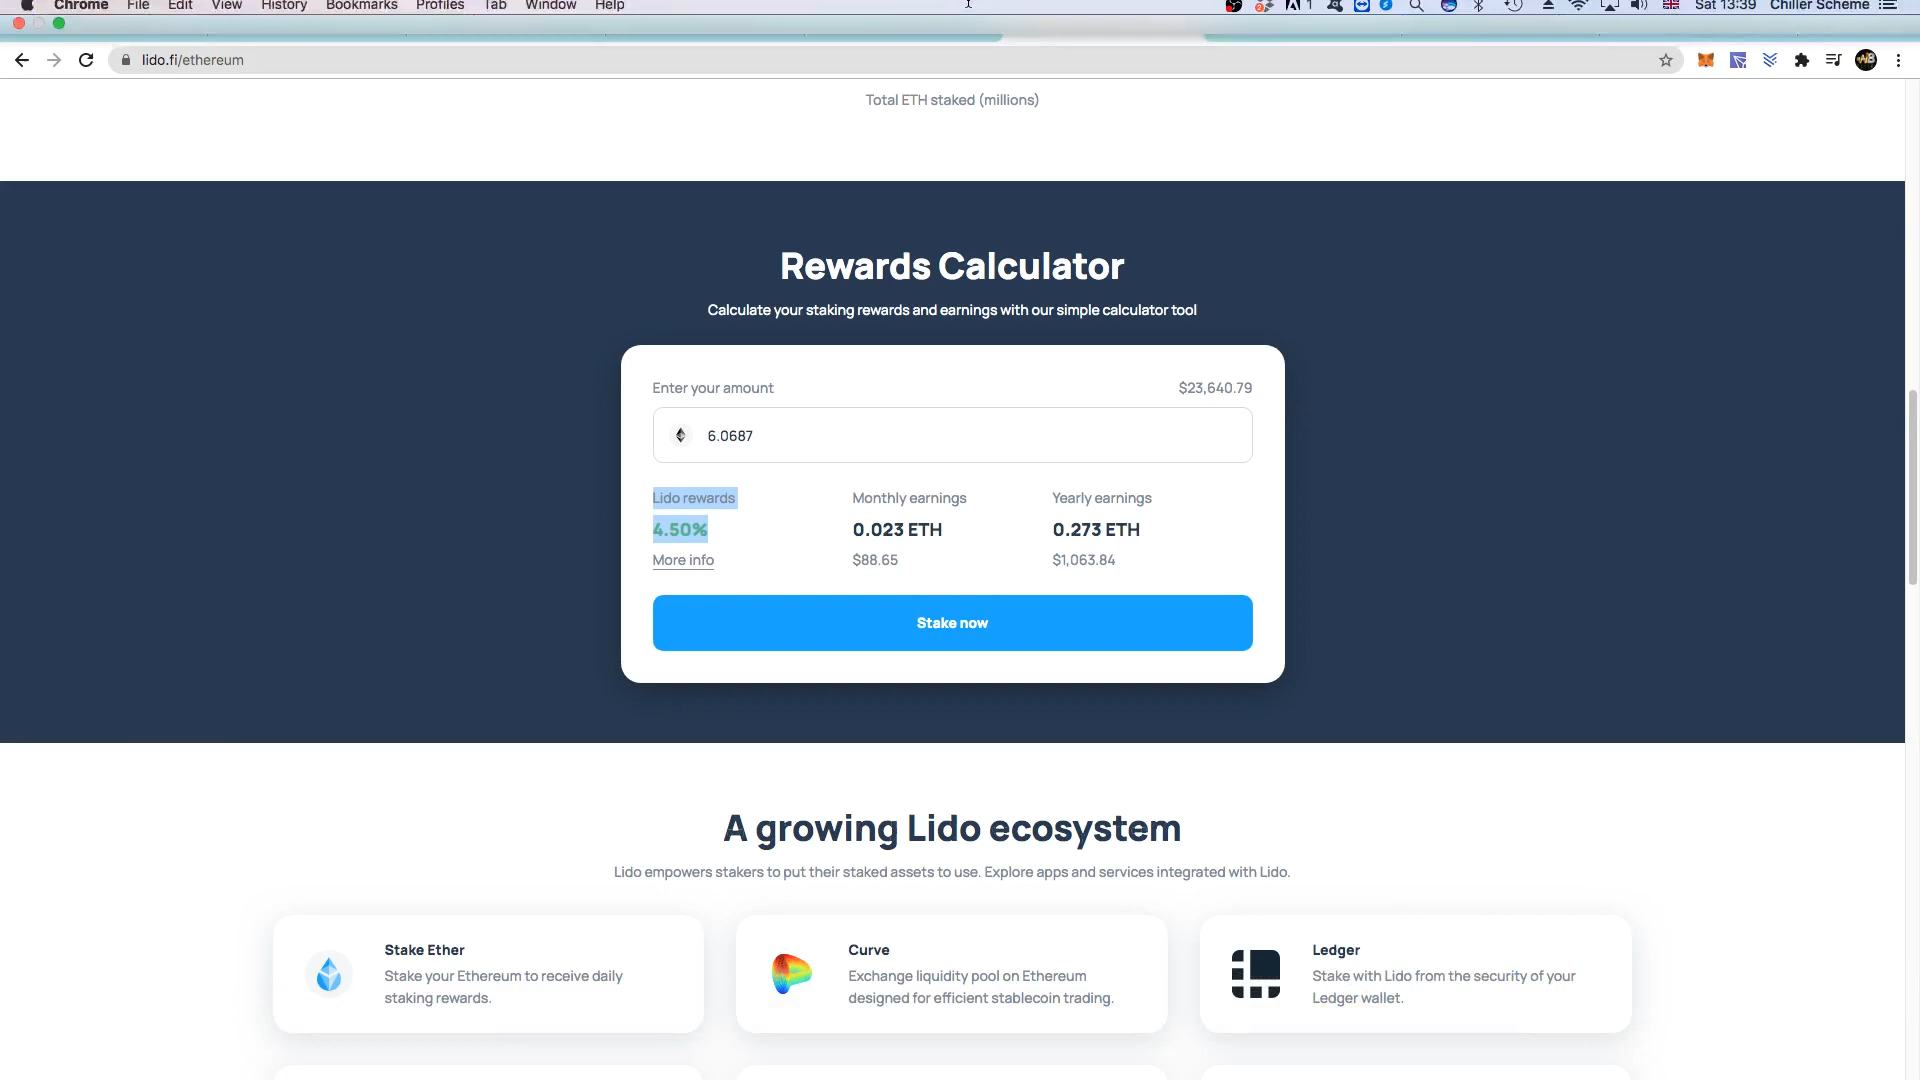 Chrome File Edit View History Bookmarks Profiles Tab Window Help
2 1 Sat 13:39 Chiller Scheme
lido.fi/ethereum
Total ETH staked (millions)
Rewards Calculator
Calculate your staking rewards and earnings with our simple calculator tool
Enter your amount $23,640.79
6.0687
Lido rewards Monthly earnings Yearly earnings
4.50% 0.023 ETH 0.273 ETH
More info $88.65 $1,063.84
Stake now
A growing Lido ecosystem
Lido empowers stakers to put their staked assets to use. Explore apps and services integrated with Lido.
Stake Ether
Stake your Ethereum to receive daily
staking rewards.
Curve
Exchange liquidity pool on Ethereum
designed for efficient stablecoin trading.
Ledger
Stake with Lido from the security of your
Ledger wallet.